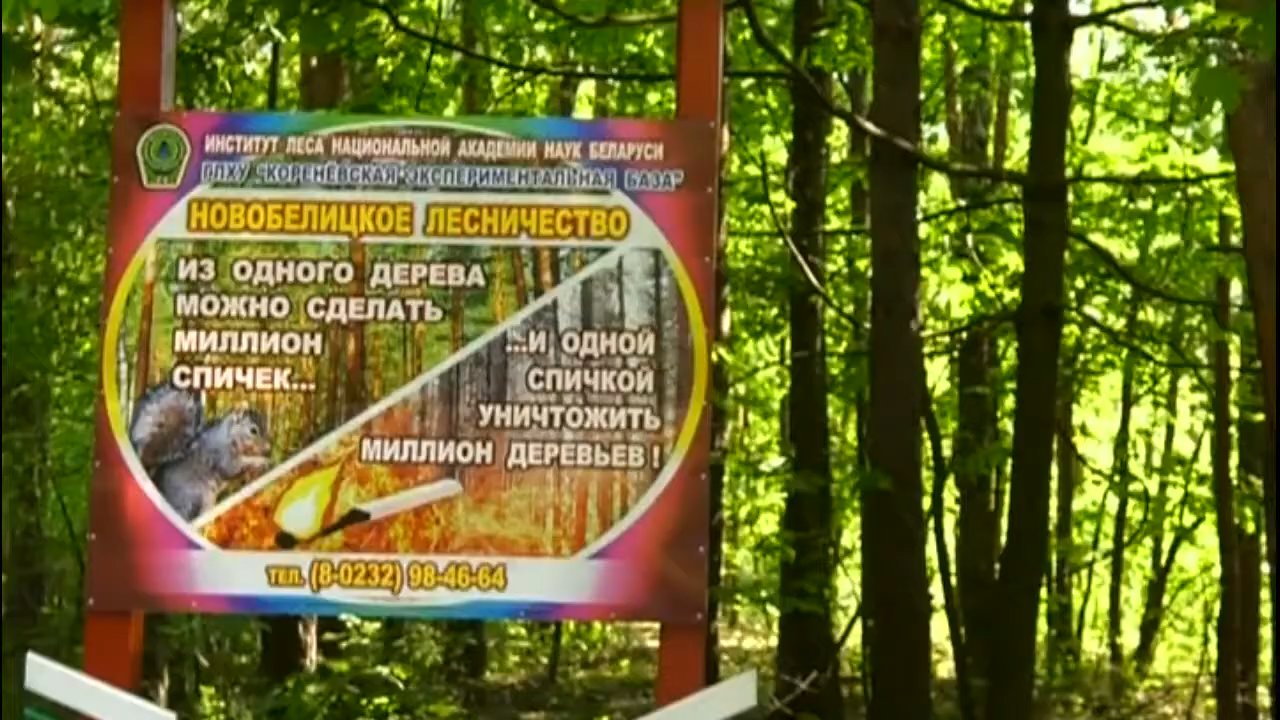 ИНСТИТУТ ЛЕСА НАЦИОНАЛЬНОЙ АКАДЕМИИ НАУК БЕЛАРУСИ
ГЛХУ "КОРЕНЁВСКАЯ ЭКСПЕРИМЕНТАЛЬНАЯ БАЗА"
НОВОБЕЛИЦКОЕ ЛЕСНИЧЕСТВО
ИЗ ОДНОГО ДЕРЕВА
МОЖНО СДЕЛАТЬ
МИЛЛИОН
СПИЧЕК...
...И ОДНОЙ
СПИЧКОЙ
УНИЧТОЖИТЬ
МИЛЛИОН ДЕРЕВЬЕВ!
ТЕЛ. (8-0232) 98-46-64